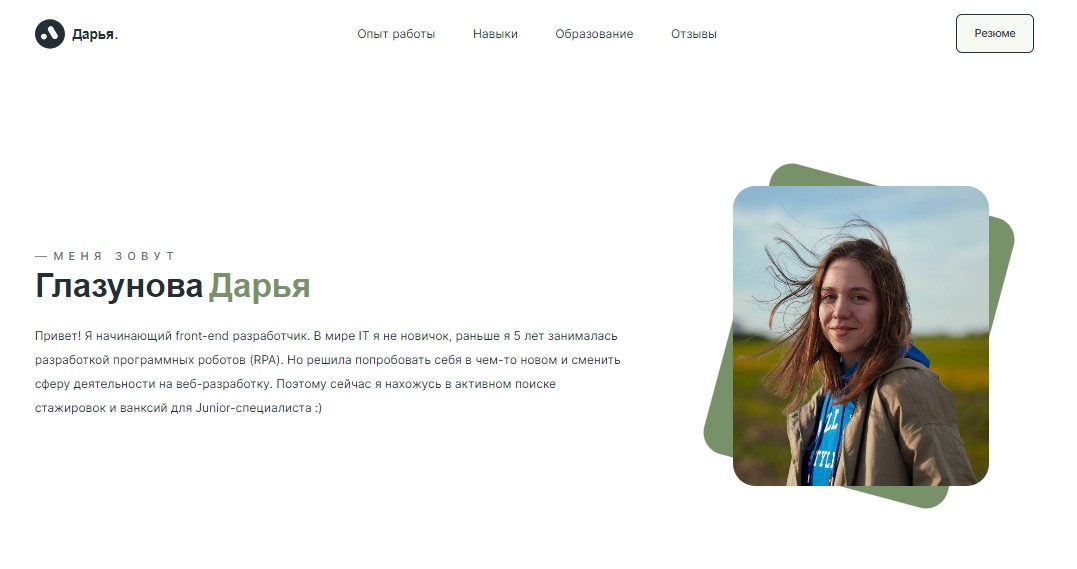 Дарья.
Опыт работы
Навыки
Образование
Отзывы
Резюме
— МЕНЯ ЗОВУТ
Глазунова Дарья
Привет! Я начинающий front-end разработчик. В мире IT я не новичок, раньше я 5 лет занималась
разработкой программных роботов (RPA). Но решила попробовать себя в чем-то новом и сменить
сферу деятельности на веб-разработку. Поэтому сейчас я нахожусь в активном поиске
стажировок и ванксий для Junior-специалиста :)